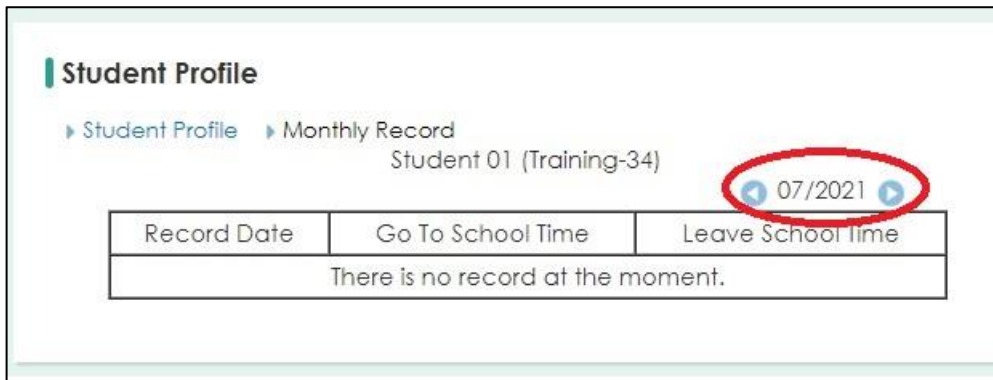 Student Profile
Student Profile Monthly Record
Student 01 (Training-34)
07/2021
Record Date Go To School Time Leave School Time
There is no record at the moment.